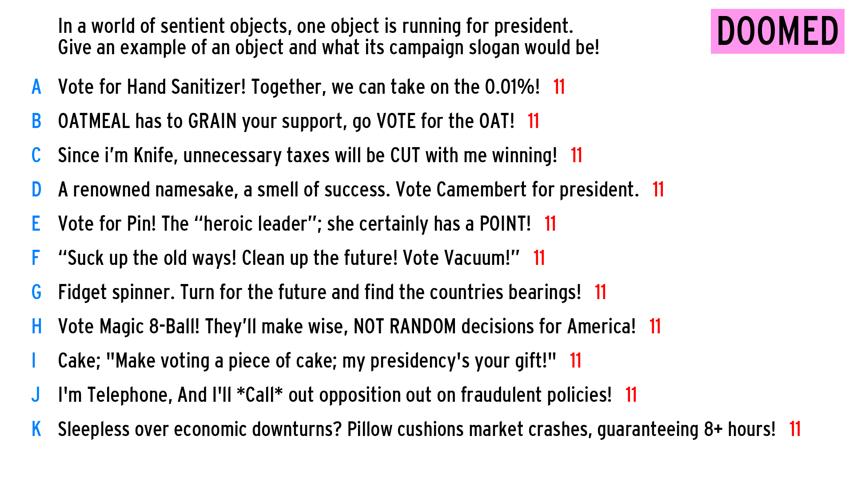 In a world of sentient objects, one object is running for president.
Give an example of an object and what its campaign slogan would be!
DOOMED
A Vote for Hand Sanitizer! Together, we can take on the 0.01%! 11
B OATMEAL has to GRAIN your support, go VOTE for the OAT! 11
C Since i'm Knife, unnecessary taxes will be CUT with me winning! 11
D A renowned namesake, a smell of success. Vote Camembert for president. 11
E Vote for Pin! The “heroic leader”; she certainly has a POINT! 11
F “Suck up the old ways! Clean up the future! Vote Vacuum!” 11
G Fidget spinner. Turn for the future and find the countries bearings! 11
H Vote Magic 8-Ball! They'll make wise, NOT RANDOM decisions for America! 11
I Cake; "Make voting a piece of cake; my presidency's your gift!" 11
J I'm Telephone, And I'll *Call* out opposition out on fraudulent policies! 11
K Sleepless over economic downturns? Pillow cushions market crashes, guaranteeing 8+ hours! 11